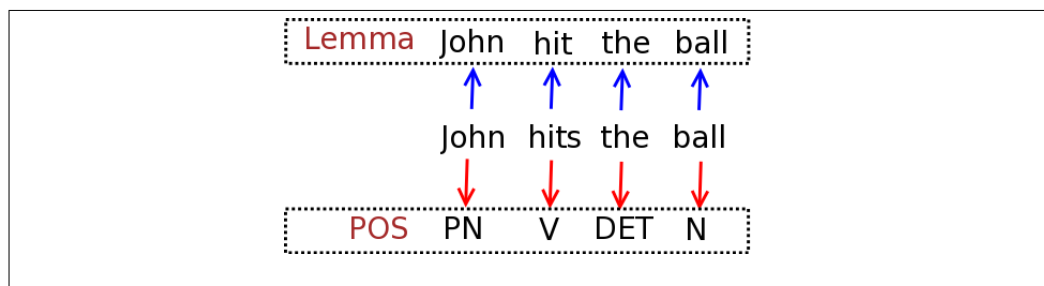 Lemma John hit the ball
John hits the ball
POS PN V DET N